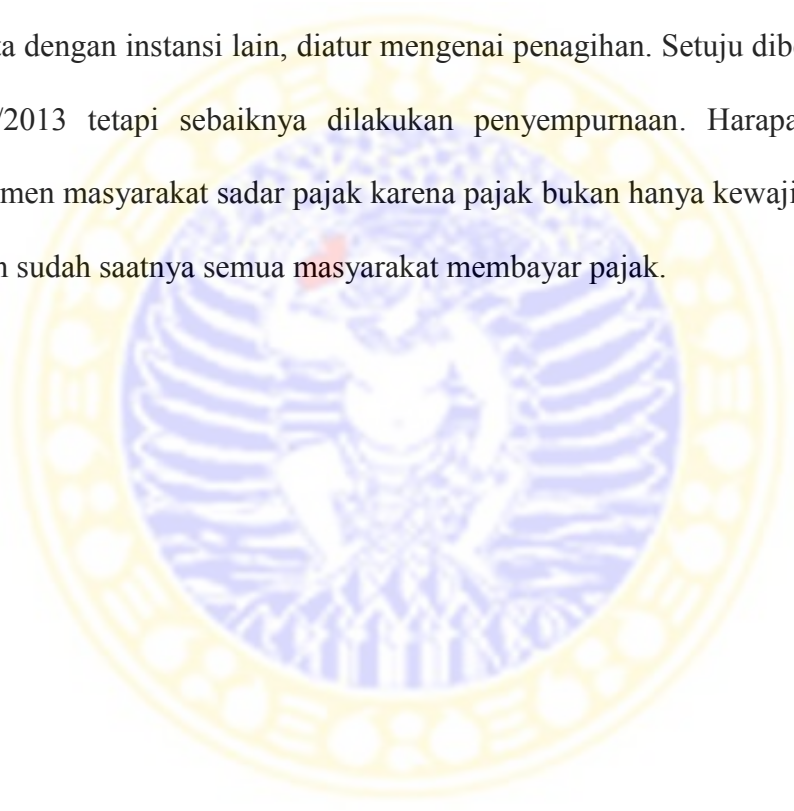 ta dengan instansi lain, diatur mengenai penagihan. Setuju dib
/2013 tetapi sebaiknya dilakukan penyempurnaan. Harapa
men masyarakat sadar pajak karena pajak bukan hanya kewaji
n sudah saatnya semua masyarakat membayar pajak.